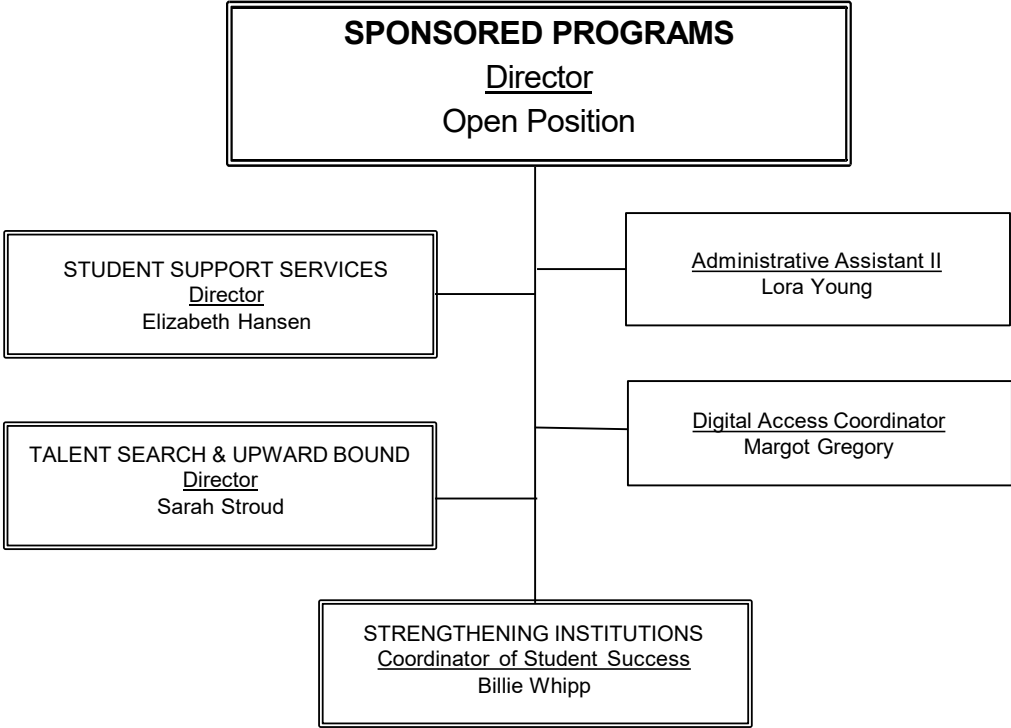 SPONSORED PROGRAMS
Director
Open Position
STUDENT SUPPORT SERVICES
Director
Elizabeth Hansen
Administrative Assistant II
Lora Young
Digital Access Coordinator
Margot Gregory
TALENT SEARCH & UPWARD BOUND
Director
Sarah Stroud
STRENGTHENING INSTITUTIONS
Coordinator of Student Success
Billie Whipp